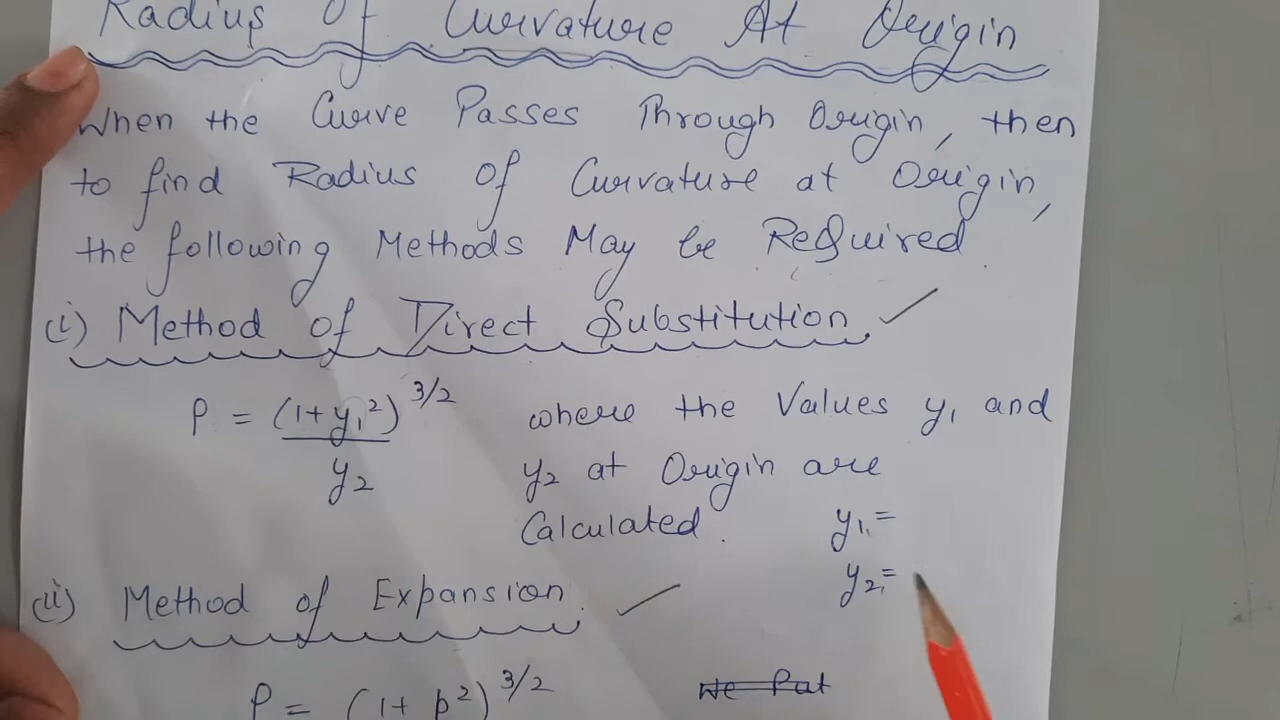 Radius Of Curvature At Origin
When the Curve Passes Through Origin, then
to find Radius of Curvature at Origin,
the following Methods May be Required.
(i) Method of Direct Substitution.
ρ = (1+y₁²)^3/2 / y₂ where the Values y₁ and
y₂ at Origin are
Calculated. y₁ =
y₂ =
(ii) Method of Expansion.
ρ = (1+ p²)^3/2 We Put